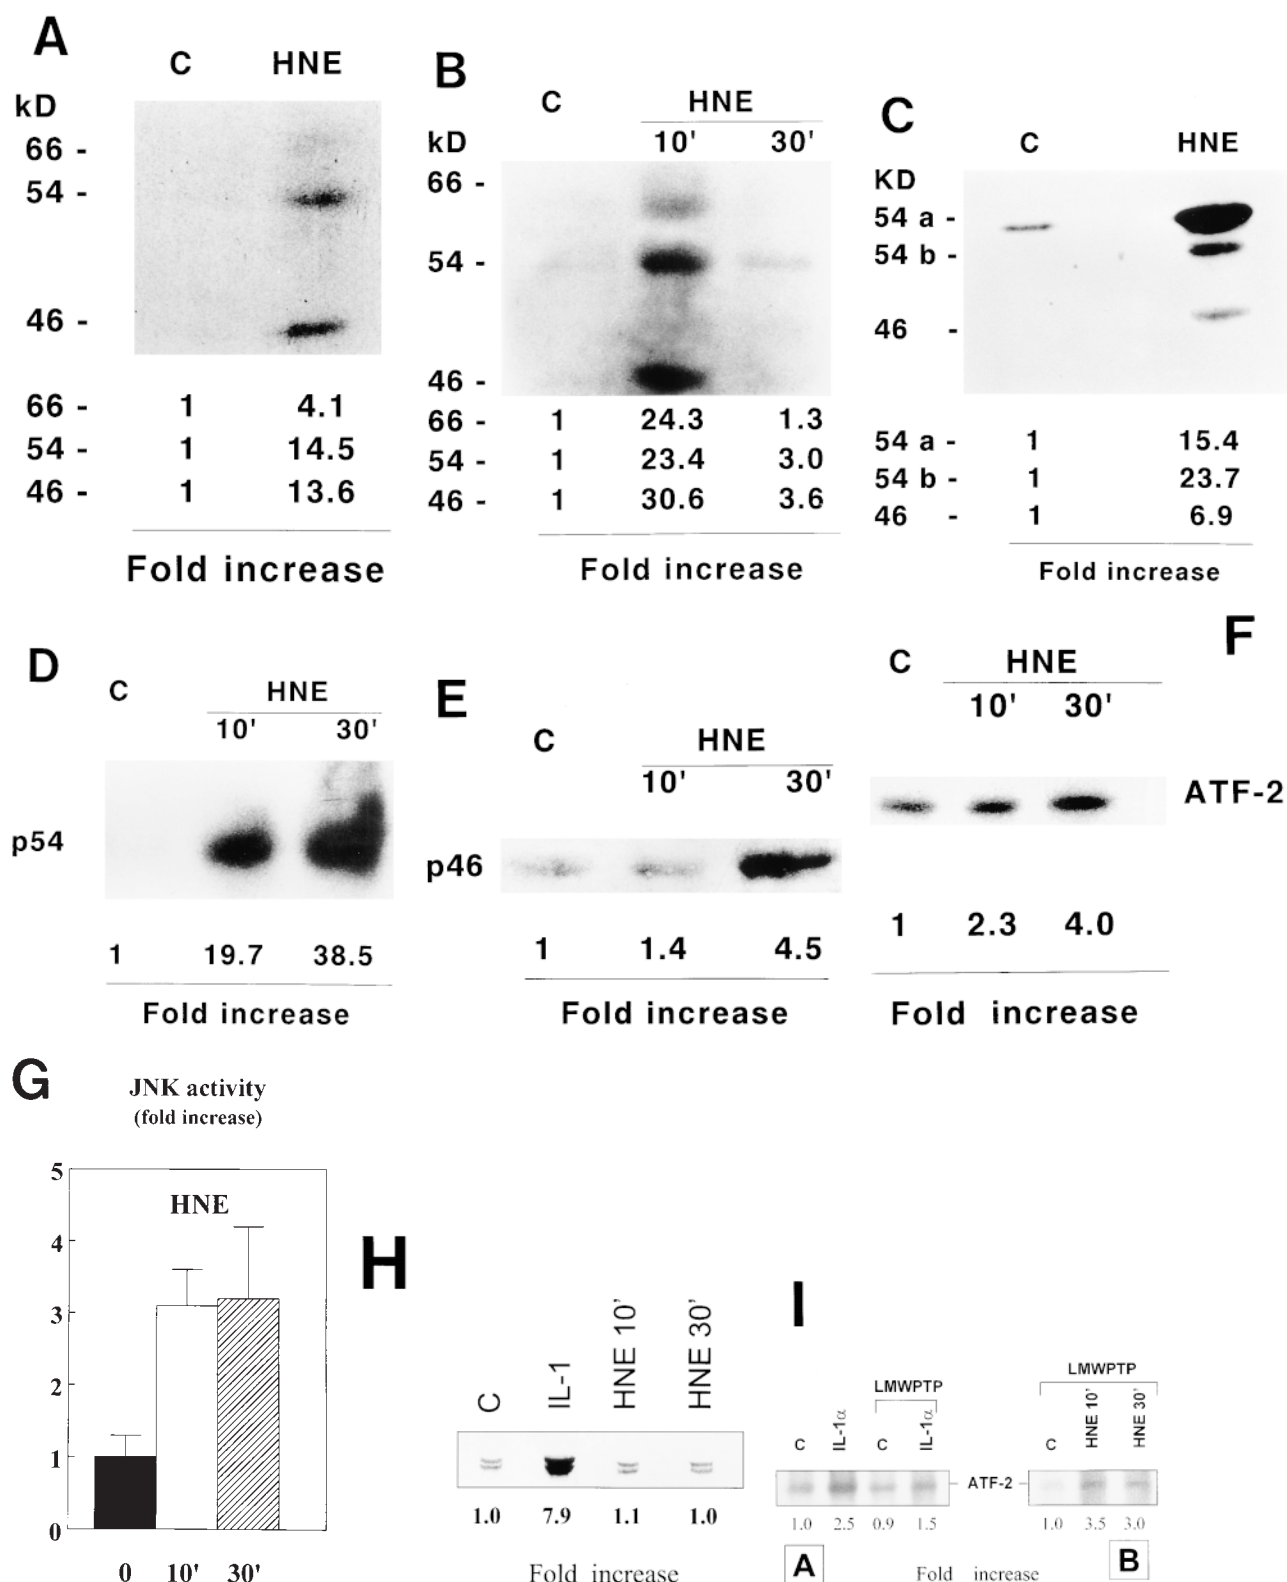 A
C HNE
kD
66 -
54 -
46 -
66 - 1 4.1
54 - 1 14.5
46 - 1 13.6
Fold increase
B
C HNE
kD 10' 30'
66 -
54 -
46 -
66 - 1 24.3 1.3
54 - 1 23.4 3.0
46 - 1 30.6 3.6
Fold increase
C
C HNE
KD
54 a -
54 b -
46 -
54 a - 1 15.4
54 b - 1 23.7
46 - 1 6.9
Fold increase
D
C HNE
10' 30'
p54
1 19.7 38.5
Fold increase
E
C HNE
10' 30'
p46
1 1.4 4.5
Fold increase
F
C HNE
10' 30'
ATF-2
1 2.3 4.0
Fold increase
G
JNK activity
(fold increase)
5
HNE
4
3
2
1
0
0 10' 30'
H
C IL-1 HNE 10' HNE 30'
1.0 7.9 1.1 1.0
Fold increase
I
LMWPTP
C IL-1α C IL-1α
ATF-2
1.0 2.5 0.9 1.5
A
LMWPTP
C HNE 10' HNE 30'
1.0 3.5 3.0
B
Fold increase